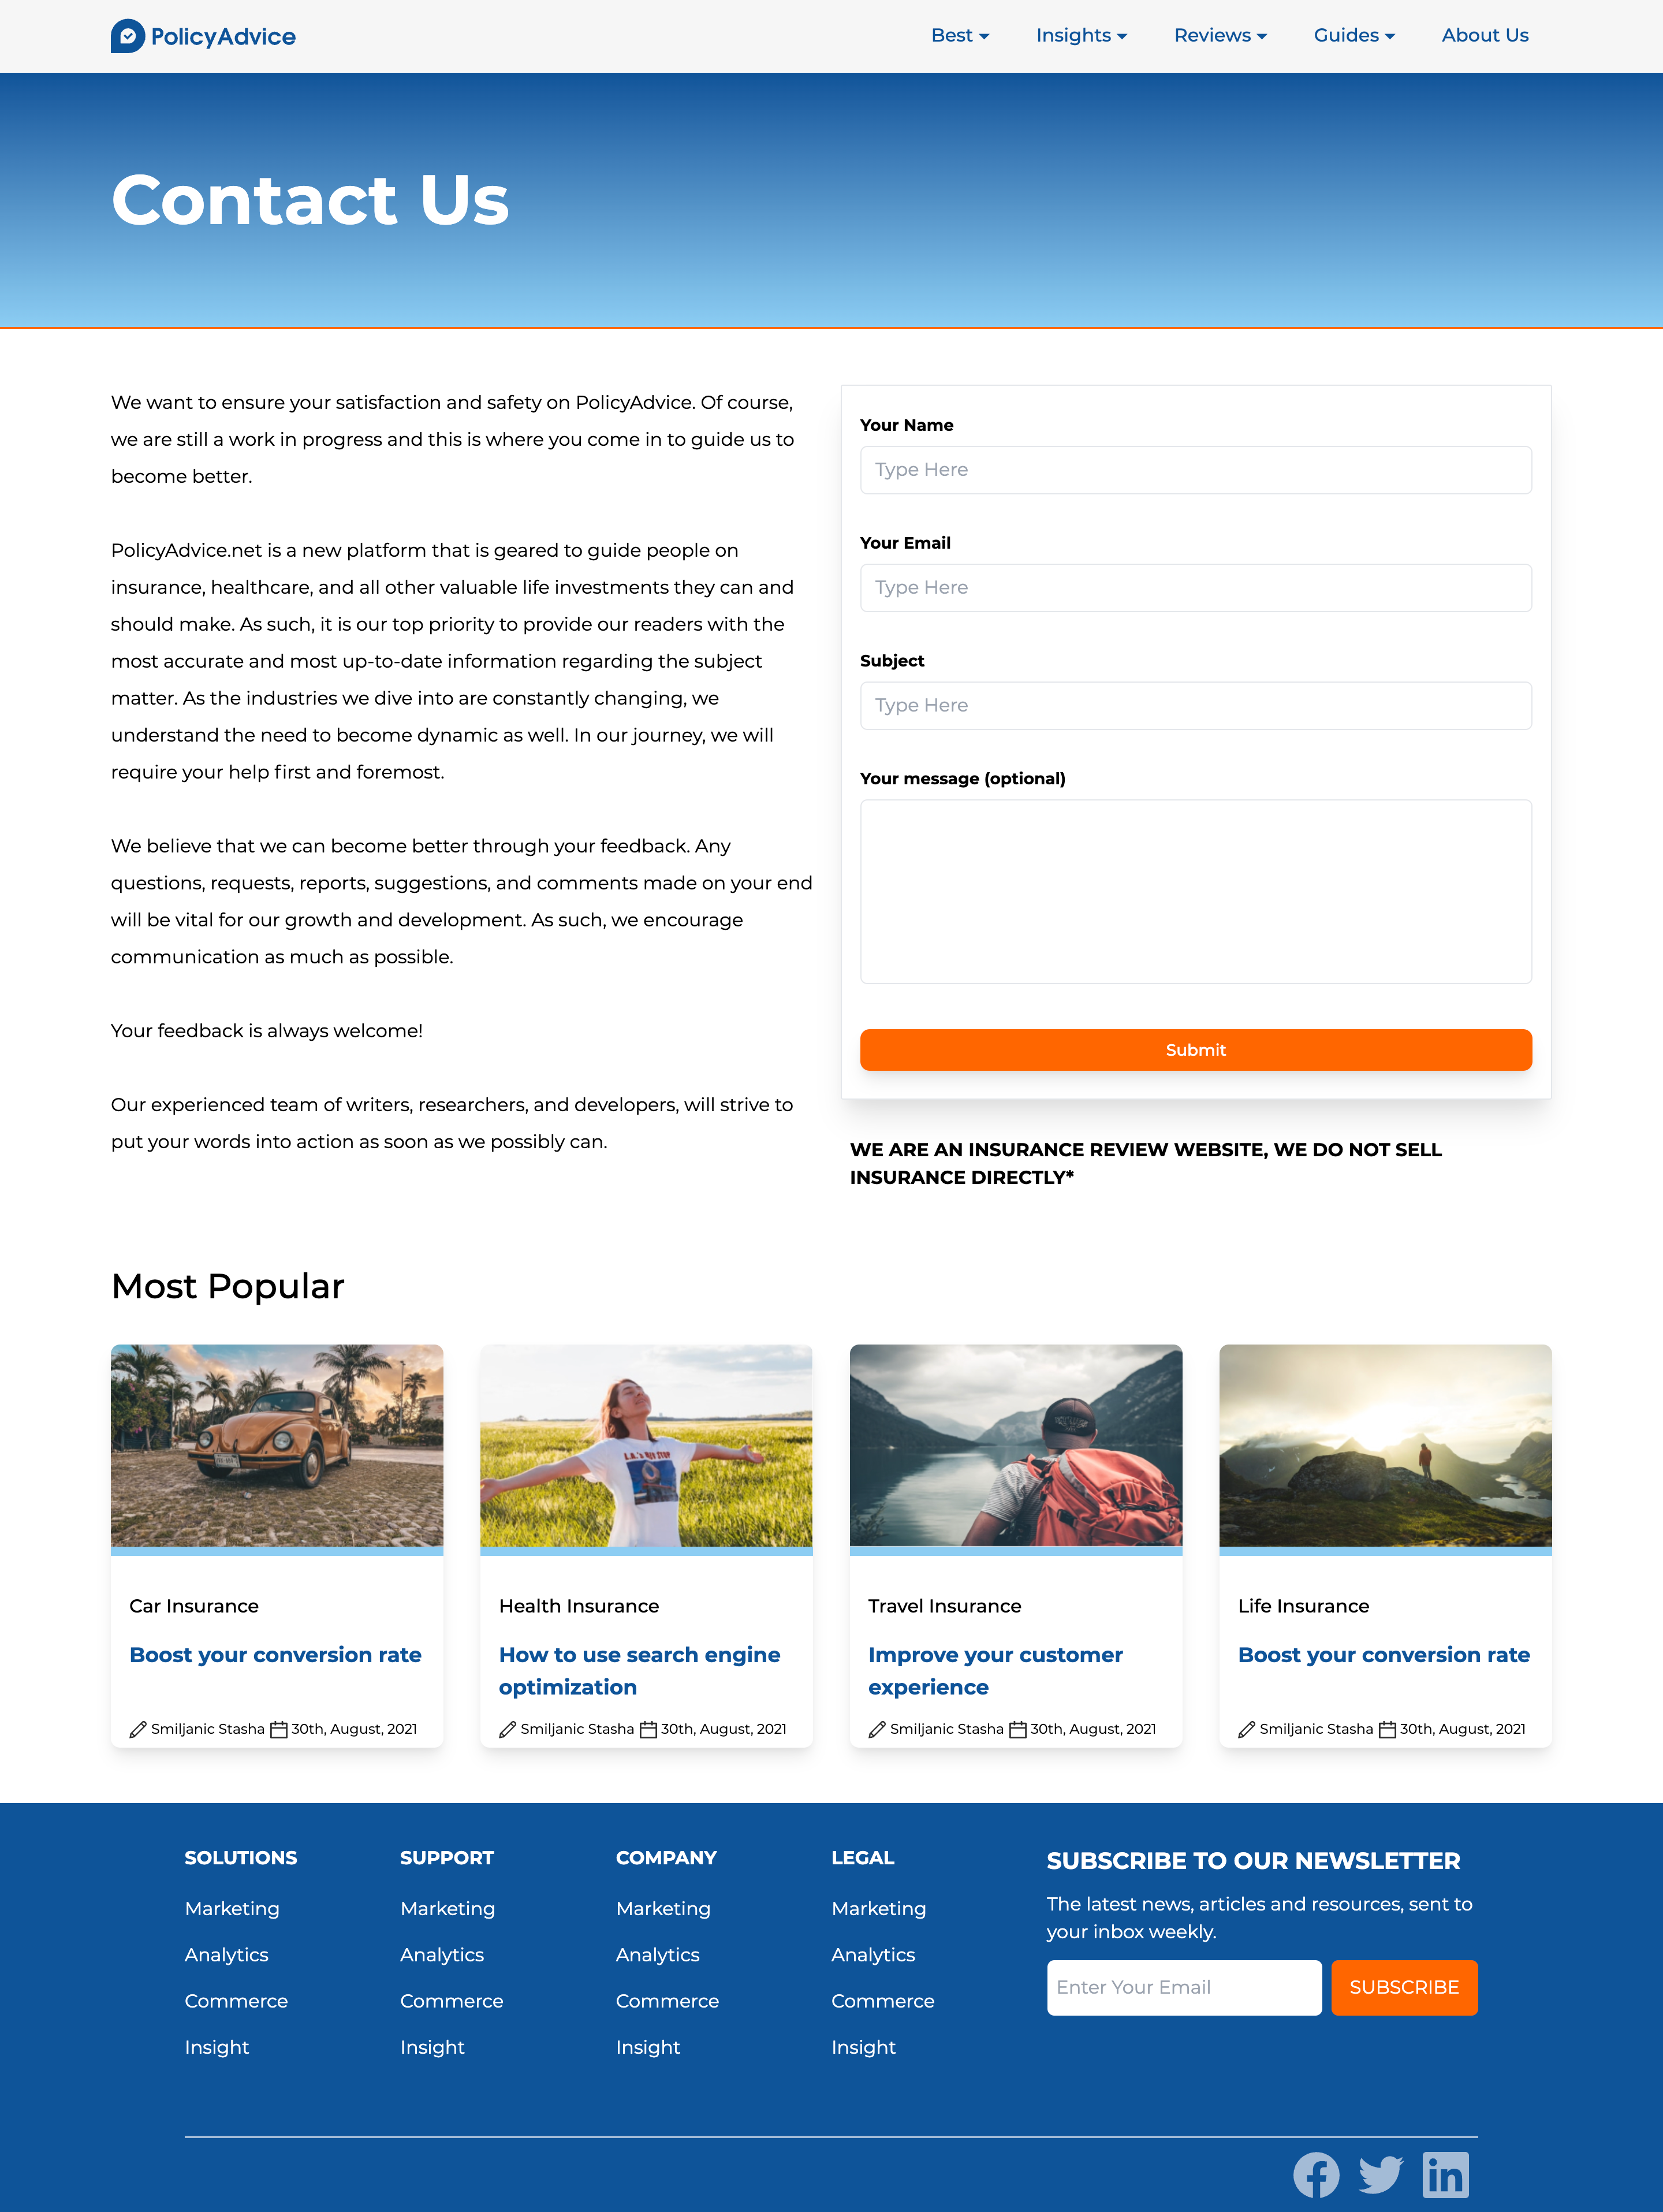 PolicyAdvice
Best
Insights
Reviews
Guides
About Us
Contact Us
We want to ensure your satisfaction and safety on PolicyAdvice. Of course,
we are still a work in progress and this is where you come in to guide us to
become better.
PolicyAdvice.net is a new platform that is geared to guide people on
insurance, healthcare, and all other valuable life investments they can and
should make. As such, it is our top priority to provide our readers with the
most accurate and most up-to-date information regarding the subject
matter. As the industries we dive into are constantly changing, we
understand the need to become dynamic as well. In our journey, we will
require your help first and foremost.
We believe that we can become better through your feedback. Any
questions, requests, reports, suggestions, and comments made on your end
will be vital for our growth and development. As such, we encourage
communication as much as possible.
Your feedback is always welcome!
Our experienced team of writers, researchers, and developers, will strive to
put your words into action as soon as we possibly can.
Your Name
Type Here
Your Email
Type Here
Subject
Type Here
Your message (optional)
Submit
WE ARE AN INSURANCE REVIEW WEBSITE, WE DO NOT SELL
INSURANCE DIRECTLY*
Most Popular
Car Insurance
Boost your conversion rate
Smiljanic Stasha 30th, August, 2021
Health Insurance
How to use search engine
optimization
Smiljanic Stasha 30th, August, 2021
Travel Insurance
Improve your customer
experience
Smiljanic Stasha 30th, August, 2021
Life Insurance
Boost your conversion rate
Smiljanic Stasha 30th, August, 2021
SOLUTIONS
Marketing
Analytics
Commerce
Insight
SUPPORT
Marketing
Analytics
Commerce
Insight
COMPANY
Marketing
Analytics
Commerce
Insight
LEGAL
Marketing
Analytics
Commerce
Insight
SUBSCRIBE TO OUR NEWSLETTER
The latest news, articles and resources, sent to
your inbox weekly.
Enter Your Email
SUBSCRIBE